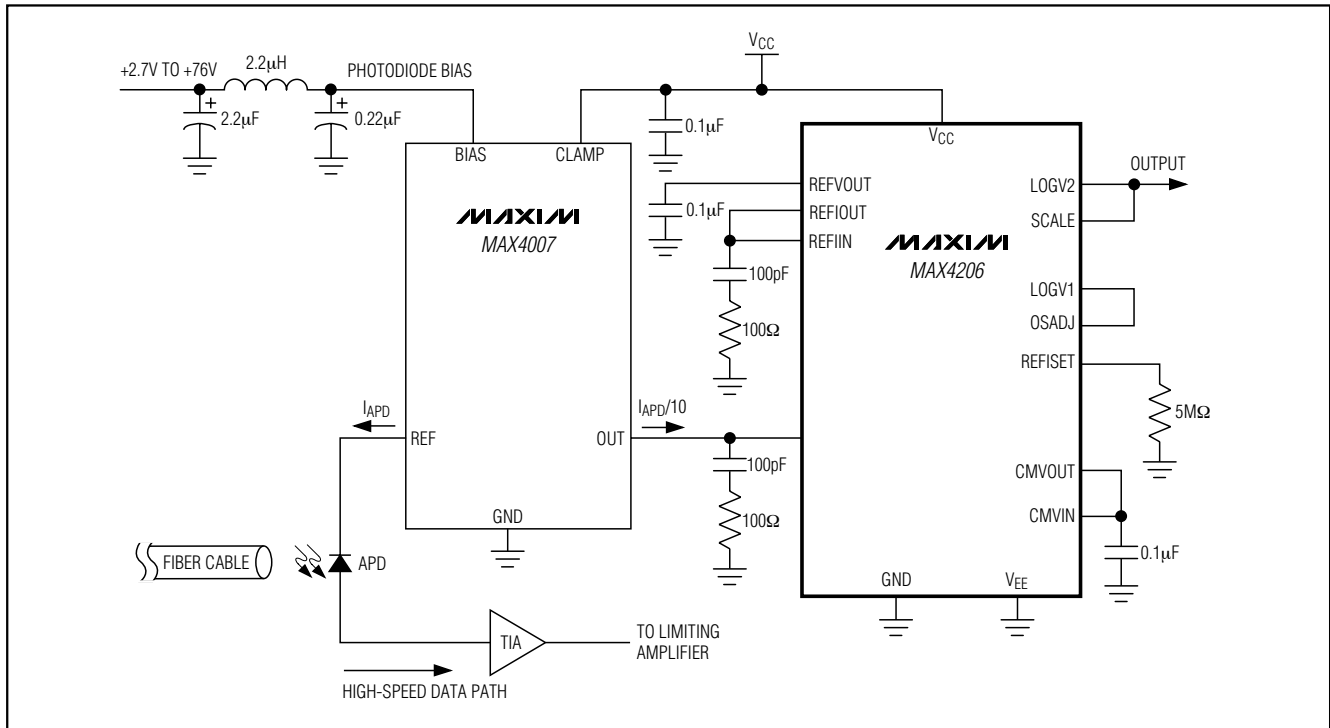 +2.7V TO +76V
2.2μH
PHOTODIODE BIAS
2.2μF
0.22μF
VCC
0.1μF
BIAS
CLAMP
MAXIM
MAX4007
REF
OUT
GND
IAPD
IAPD/10
0.1μF
100pF
100Ω
100pF
100Ω
VCC
REFVOUT
REFIOUT
REFIIN
MAXIM
MAX4206
LOGV2
SCALE
LOGV1
OSADJ
REFISET
CMVOUT
CMVIN
GND
VEE
OUTPUT
5MΩ
0.1μF
FIBER CABLE
APD
TIA
TO LIMITING
AMPLIFIER
HIGH-SPEED DATA PATH